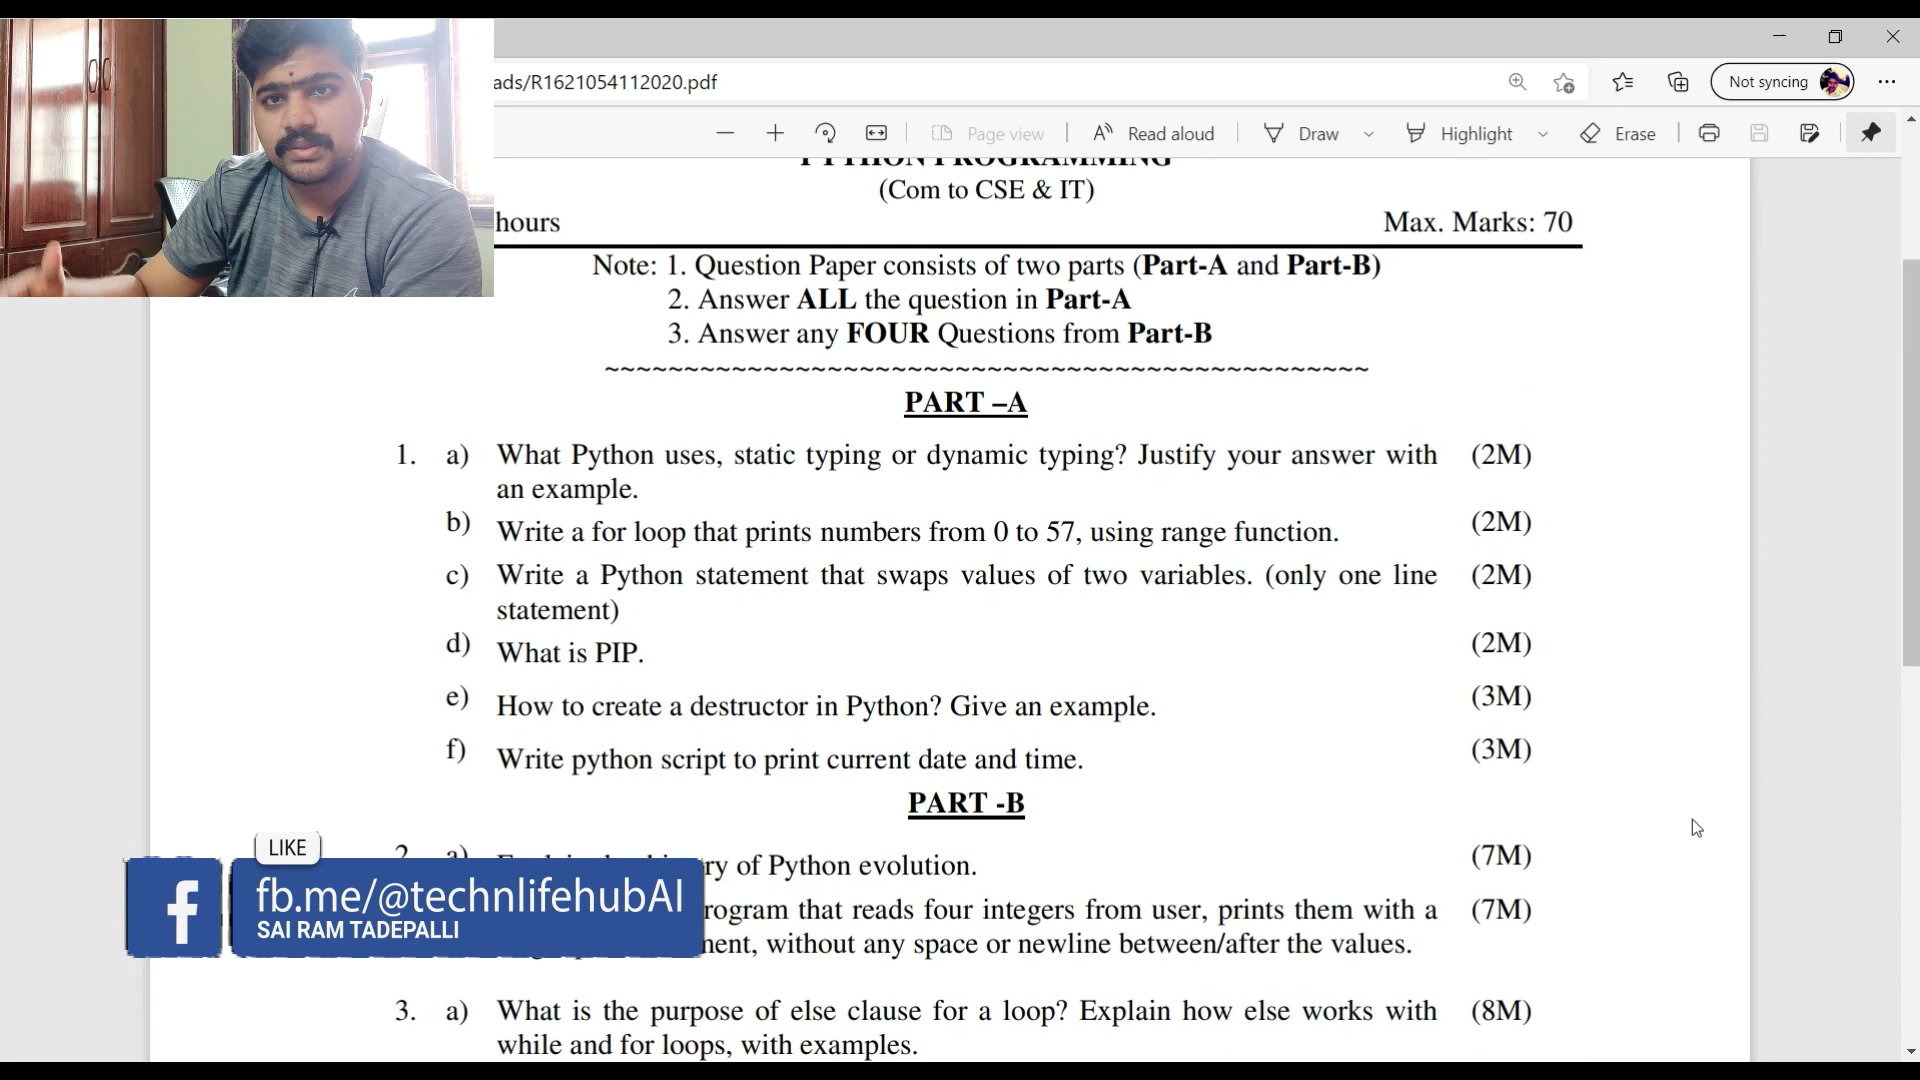 ads/R1621054112020.pdf
Not syncing
Page view
Read aloud
Draw
Highlight
Erase
PYTHON PROGRAMMING
(Com to CSE & IT)
hours Max. Marks: 70
Note: 1. Question Paper consists of two parts (Part-A and Part-B)
2. Answer ALL the question in Part-A
3. Answer any FOUR Questions from Part-B
~~~~~~~~~~~~~~~~~~~~~~~~~~~~~~~~~~~~~~~~~~~~~~~~
PART –A
1. a) What Python uses, static typing or dynamic typing? Justify your answer with (2M)
an example.
b) Write a for loop that prints numbers from 0 to 57, using range function. (2M)
c) Write a Python statement that swaps values of two variables. (only one line (2M)
statement)
d) What is PIP. (2M)
e) How to create a destructor in Python? Give an example. (3M)
f) Write python script to print current date and time. (3M)
PART -B
2. a) of Python evolution. (7M)
that reads four integers from user, prints them with a (7M)
without any space or newline between/after the values.
3. a) What is the purpose of else clause for a loop? Explain how else works with (8M)
while and for loops, with examples.
LIKE
f
fb.me/@technlifehubAI
SAI RAM TADEPALLI